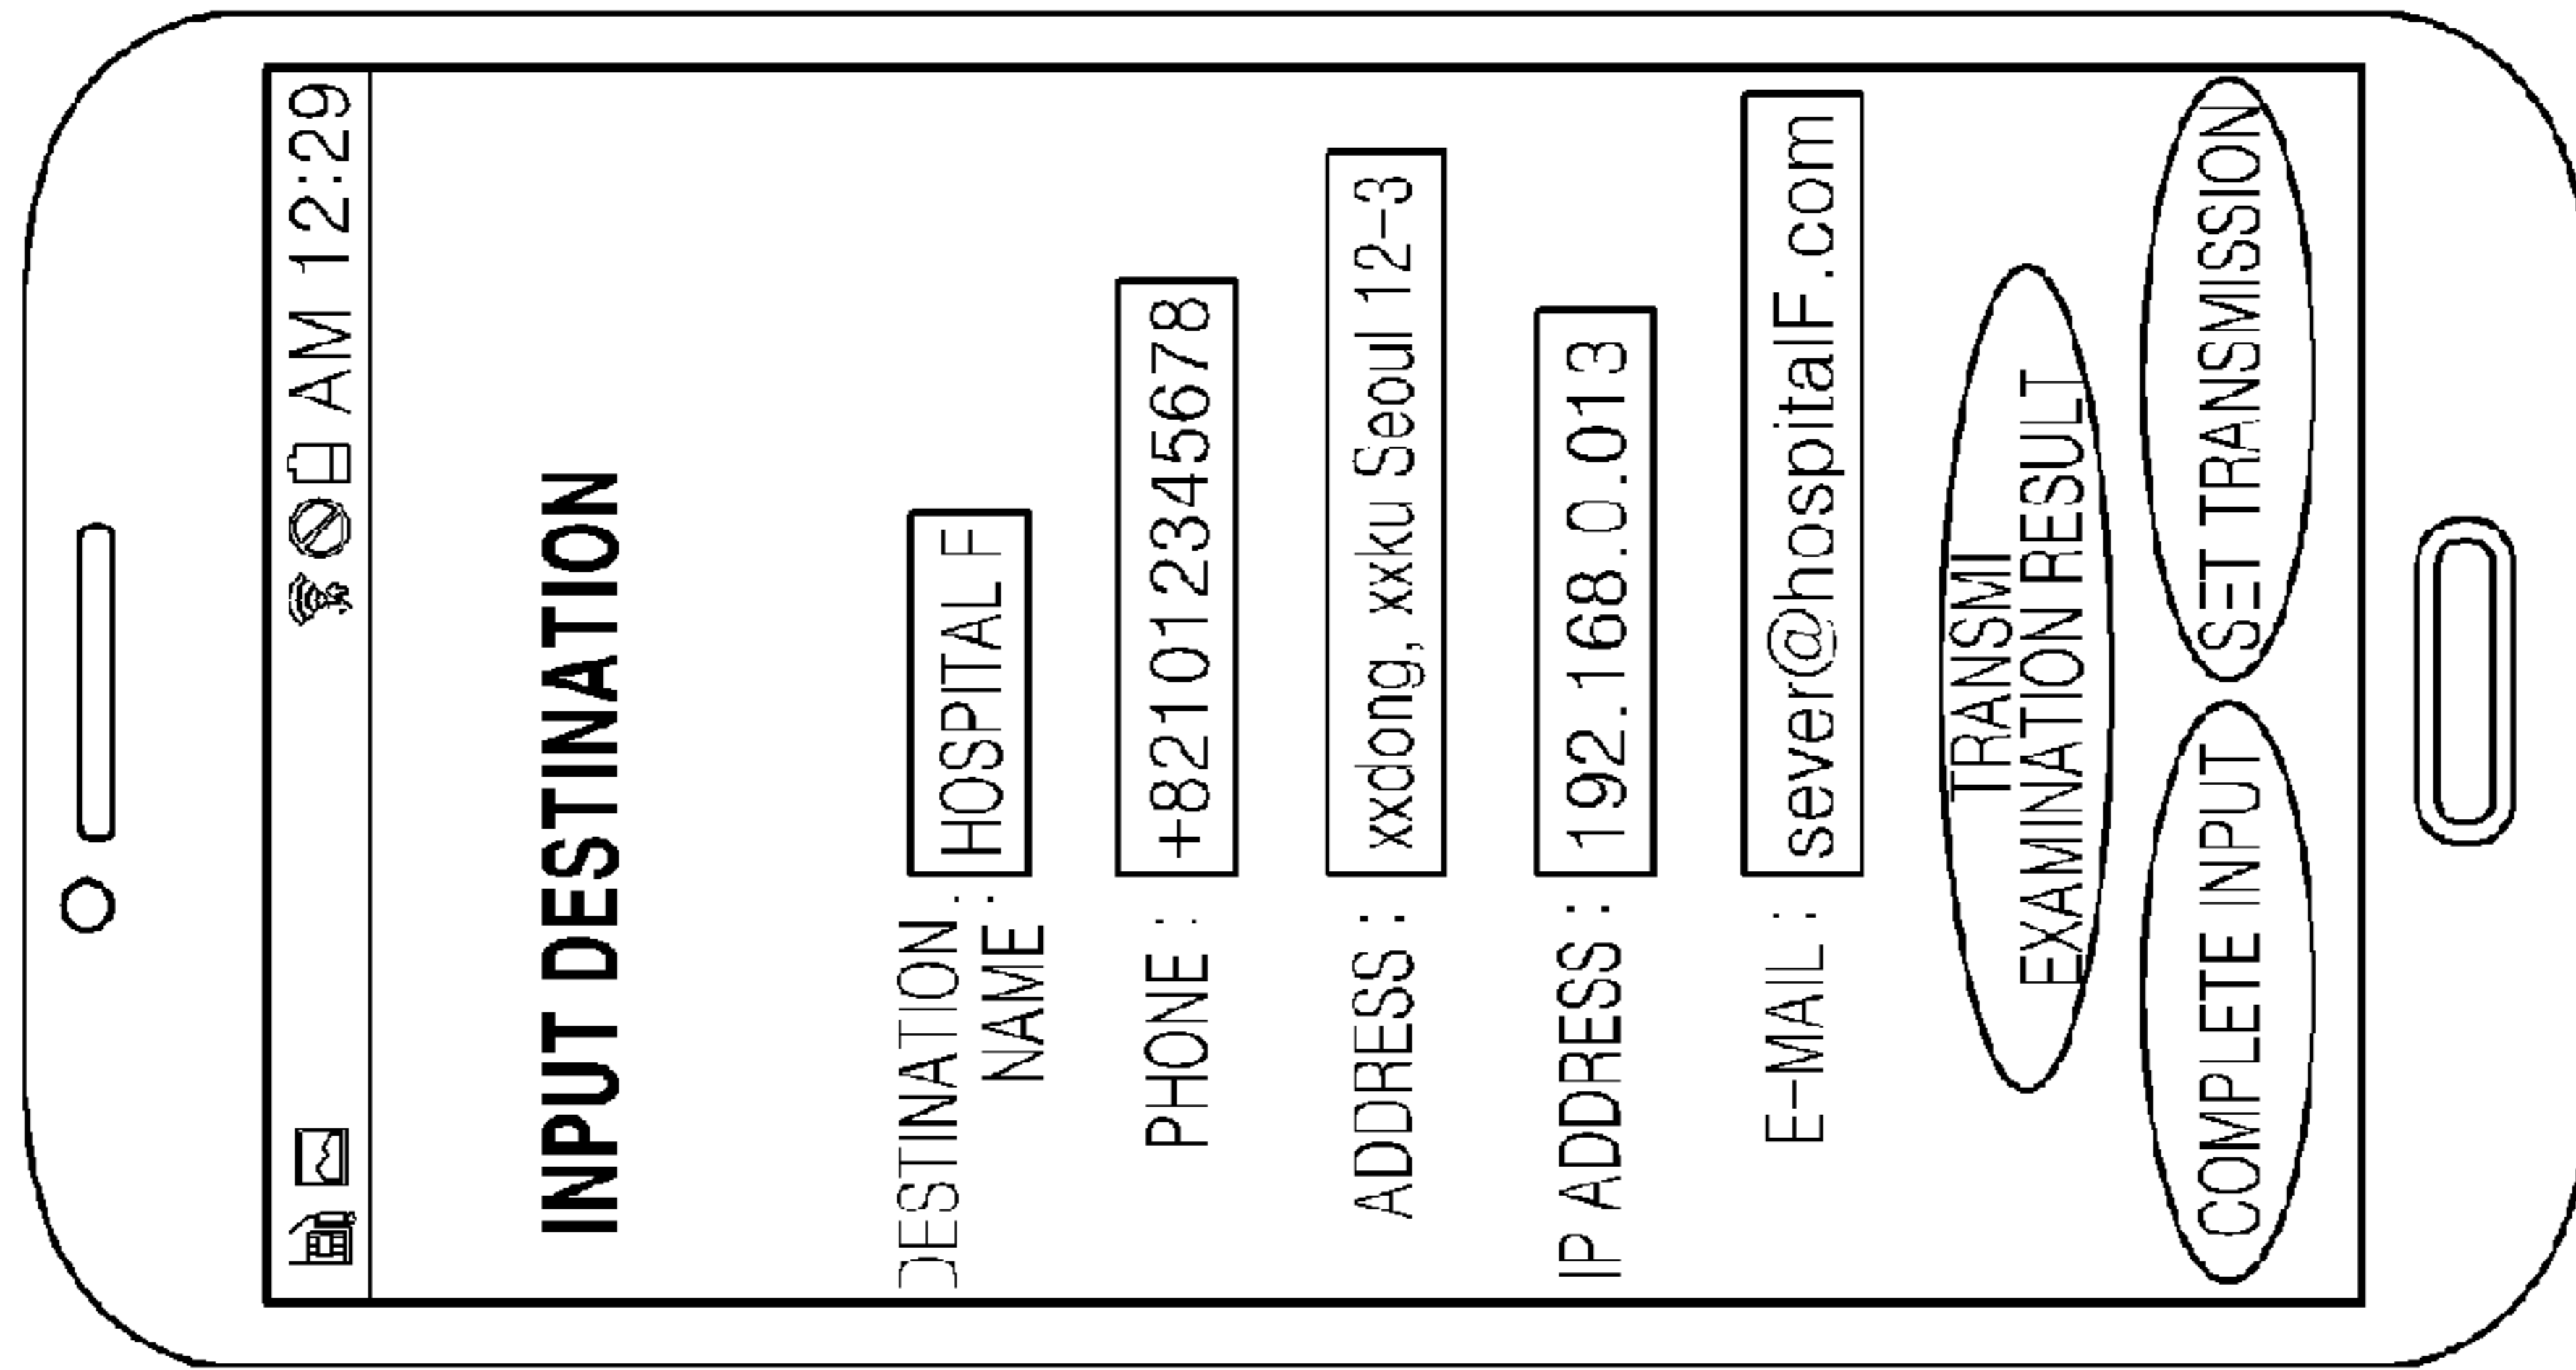 AM 12:29
INPUT DESTINATION
DESTINATION : HOSPITAL F
NAME :
PHONE : +821012345678
ADDRESS : xxdong, xxku Seoul 12-3
IP ADDRESS : 192.168.0.013
E-MAIL : sever@hospitalF.com
TRANSMI
EXAMINATION RESULT
COMPLETE INPUT SET TRANSMISSION